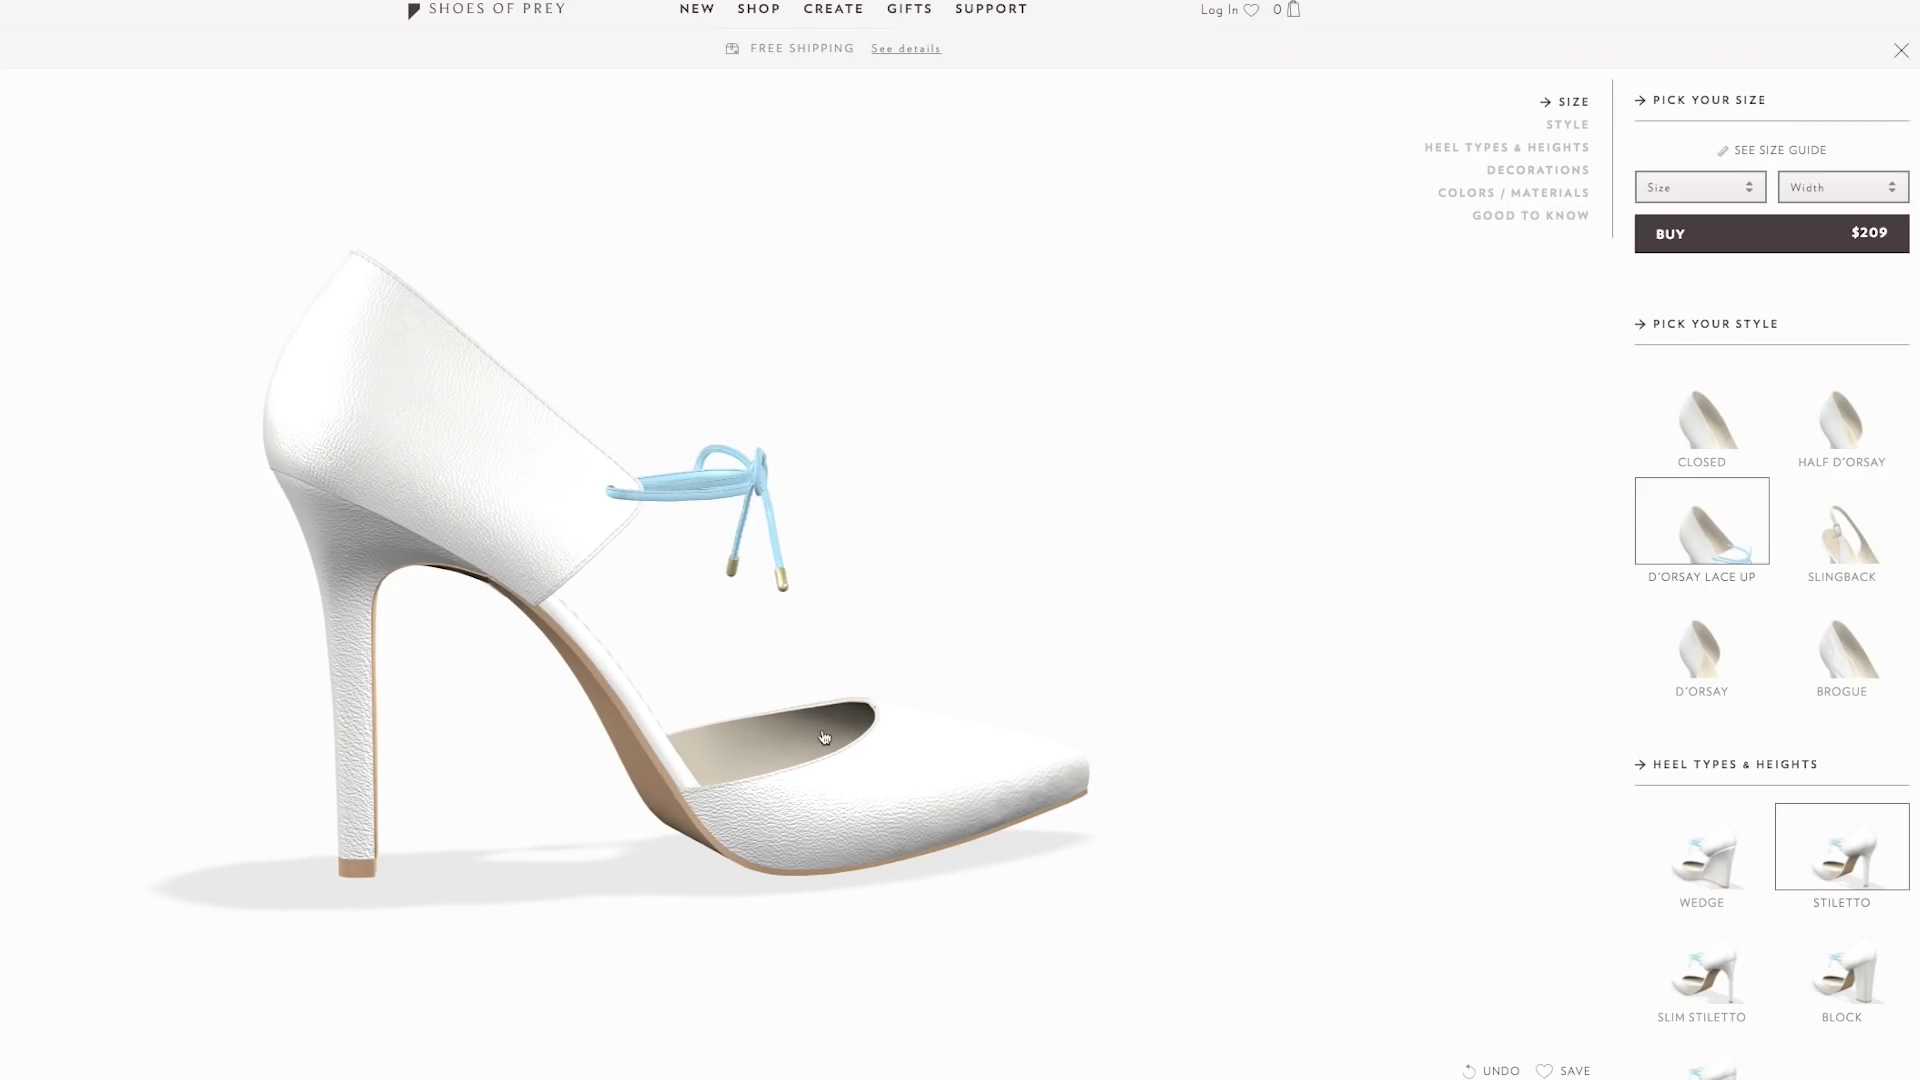 SHOES OF PREY
NEW SHOP CREATE GIFTS SUPPORT
Log In 0
FREE SHIPPING See details
SIZE
STYLE
HEEL TYPES & HEIGHTS
DECORATIONS
COLORS / MATERIALS
GOOD TO KNOW
PICK YOUR SIZE
SEE SIZE GUIDE
Size Width
BUY $209
PICK YOUR STYLE
CLOSED HALF D'ORSAY
D'ORSAY LACE UP SLINGBACK
D'ORSAY BROGUE
HEEL TYPES & HEIGHTS
WEDGE STILETTO
SLIM STILETTO BLOCK
UNDO SAVE